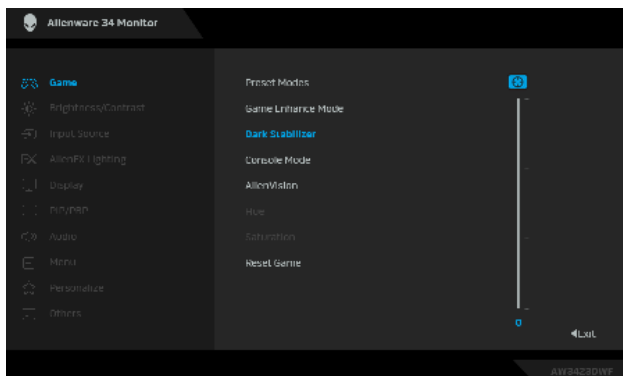 Alienware 34 Monitor
Game
Preset Modes
Brightness/Contrast
Game Enhance Mode
Input Source
Dark Stabilizer
AlienFX Lighting
Console Mode
Display
AlienVision
PIP/PBP
Hue
Audio
Saturation
Menu
Reset Game
Personalize
Others
0
Exit
AW3423DWF